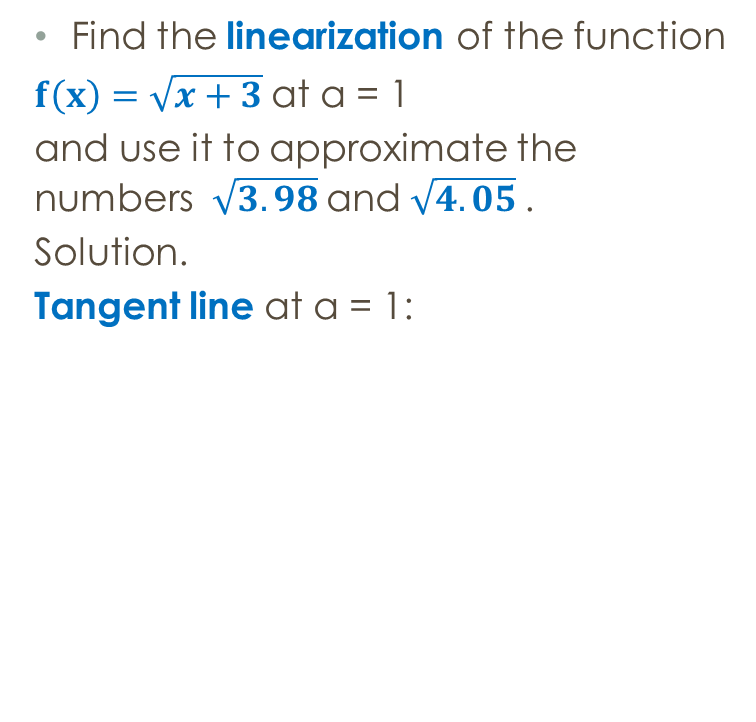 • Find the linearization of the function
f(x) = √x + 3 at a = 1
and use it to approximate the
numbers √3.98 and √4.05 .
Solution.
Tangent line at a = 1: